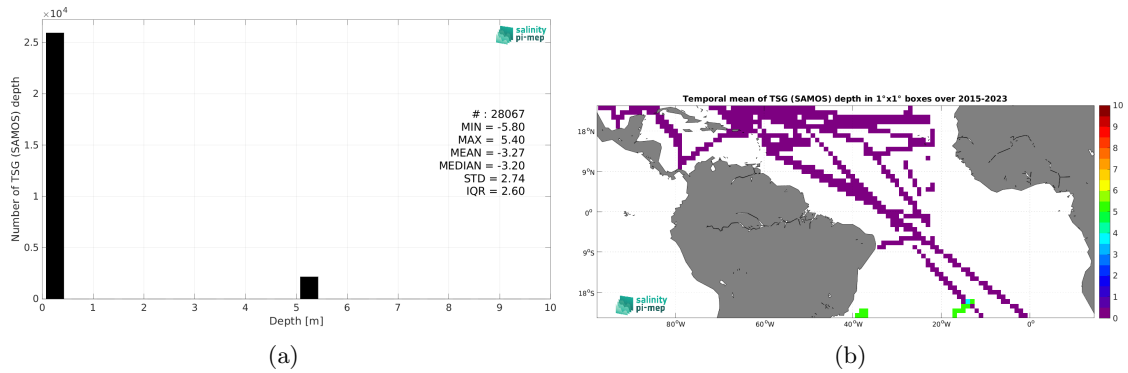 ×10⁴
salinity
pi-mep
2.5
2
1.5
1
0.5
0
Number of TSG (SAMOS) depth
# : 28067
MIN = -5.80
MAX = 5.40
MEAN = -3.27
MEDIAN = -3.20
STD = 2.74
IQR = 2.60
0 1 2 3 4 5 6 7 8 9 10
Depth [m]
(a)
Temporal mean of TSG (SAMOS) depth in 1°x1° boxes over 2015-2023
18°N
9°N
0°
9°S
18°S
80°W 60°W 40°W 20°W 0°
salinity
pi-mep
10
9
8
7
6
5
4
3
2
1
0
(b)